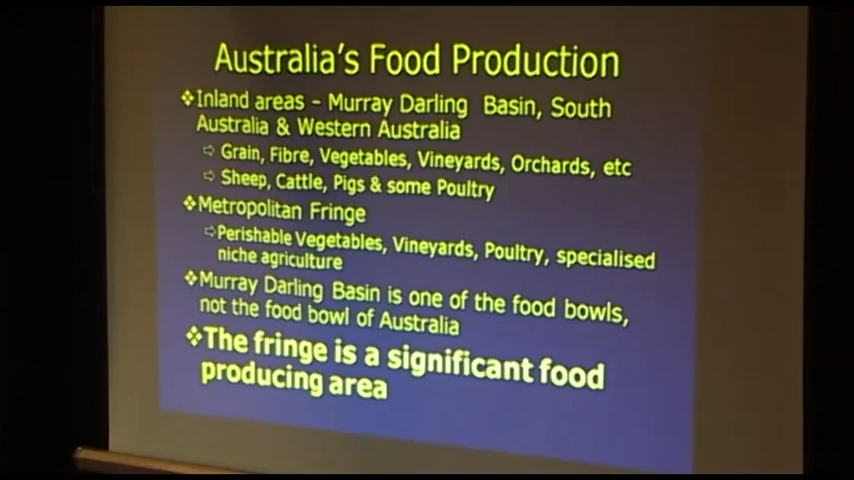 Australia's Food Production
❖Inland areas - Murray Darling Basin, South
Australia & Western Australia
⇨ Grain, Fibre, Vegetables, Vineyards, Orchards, etc
⇨ Sheep, Cattle, Pigs & some Poultry
❖Metropolitan Fringe
⇨Perishable Vegetables, Vineyards, Poultry, specialised
niche agriculture
❖Murray Darling Basin is one of the food bowls,
not the food bowl of Australia
❖The fringe is a significant food
producing area